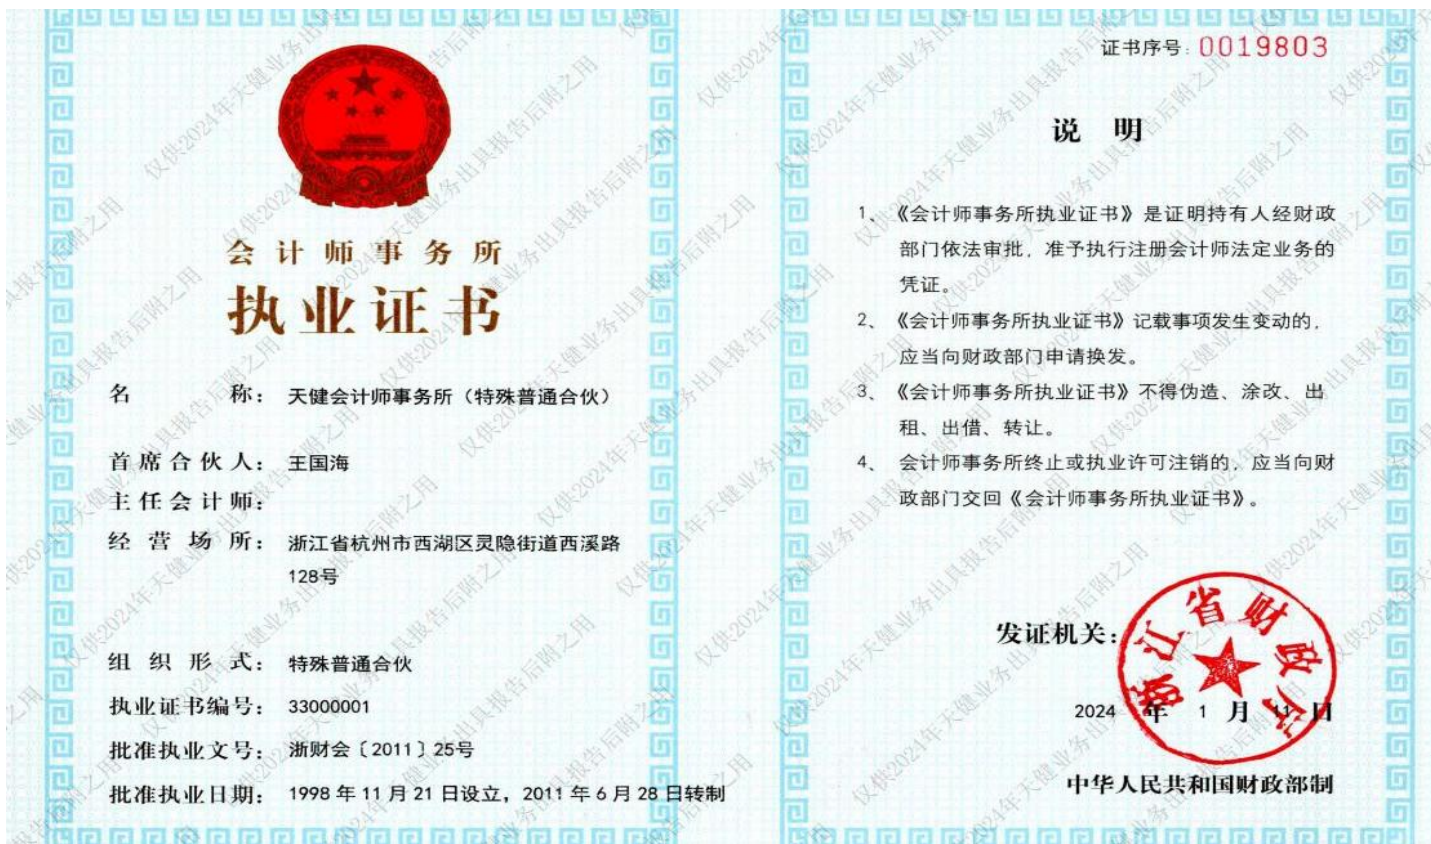 会计师事务所
执业证书
名 称： 天健会计师事务所（特殊普通合伙）
首席合伙人： 王国海
主任会计师：
经营场所： 浙江省杭州市西湖区灵隐街道西溪路
128号
组织形式： 特殊普通合伙
执业证书编号： 33000001
批准执业文号： 浙财会〔2011〕25号
批准执业日期： 1998年11月21日设立，2011年6月28日转制
证书序号：0019803
说 明
1、《会计师事务所执业证书》是证明持有人经财政
部门依法审批，准予执行注册会计师法定业务的
凭证。
2、《会计师事务所执业证书》记载事项发生变动的，
应当向财政部门申请换发。
3、《会计师事务所执业证书》不得伪造、涂改、出
租、出借、转让。
4、会计师事务所终止或执业许可注销的，应当向财
政部门交回《会计师事务所执业证书》。
发证机关：
浙江省财政厅
2024年1月11日
中华人民共和国财政部制
仅供2024年天健业务出具报告后附之用